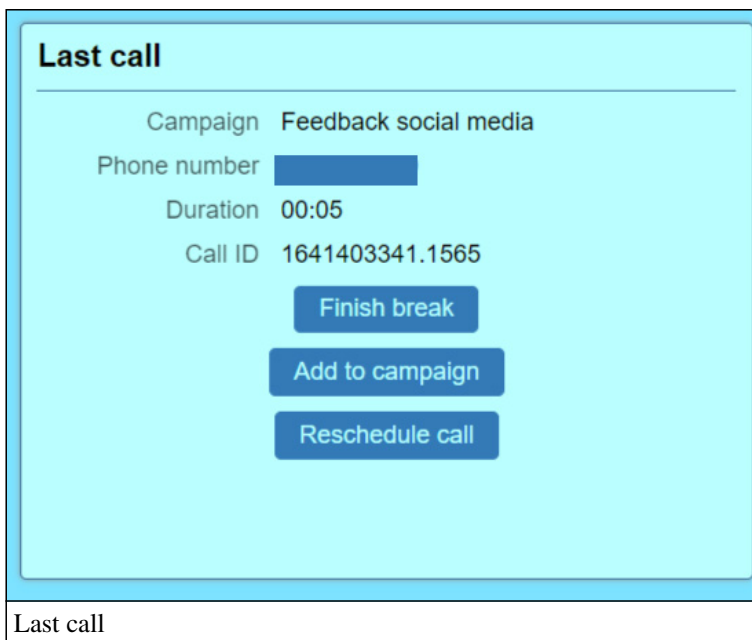 Last call
Campaign Feedback social media
Phone number
Duration 00:05
Call ID 1641403341.1565
Finish break
Add to campaign
Reschedule call
Last call